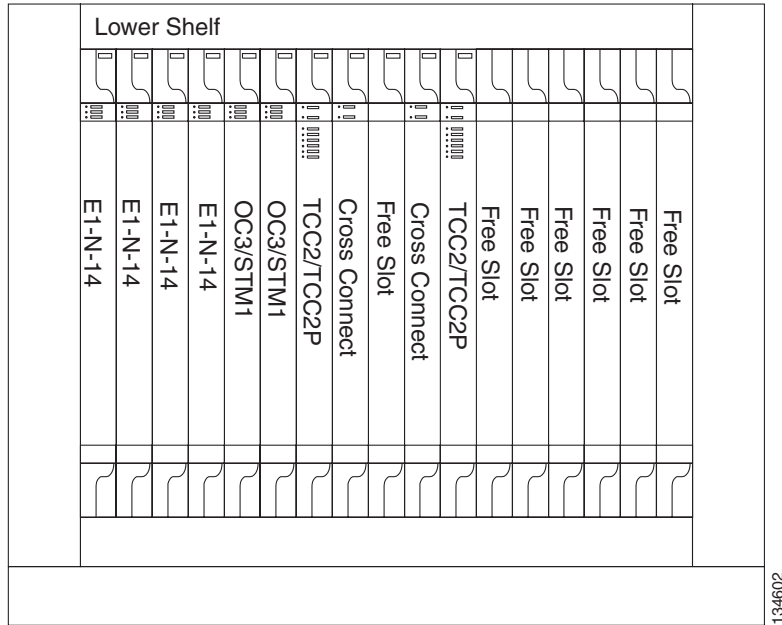 Lower Shelf
E1-N-14
E1-N-14
E1-N-14
E1-N-14
OC3/STM1
OC3/STM1
TCC2/TCC2P
Cross Connect
Free Slot
Cross Connect
TCC2/TCC2P
Free Slot
Free Slot
Free Slot
Free Slot
Free Slot
Free Slot
134602